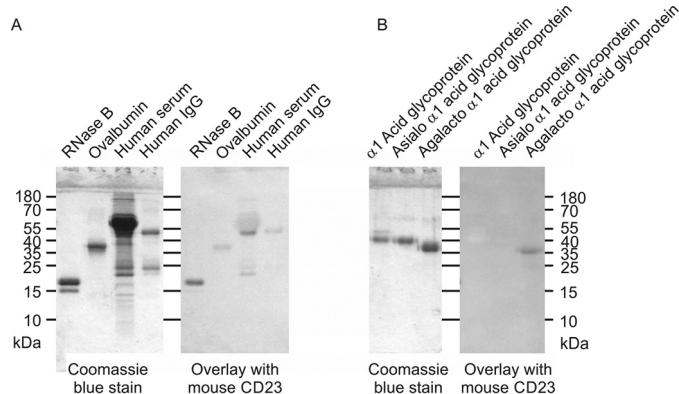 A
B
RNase B
Ovalbumin
Human serum
Human IgG
RNase B
Ovalbumin
Human serum
Human IgG
α1 Acid glycoprotein
Asialo α1 acid glycoprotein
Agalacto α1 acid glycoprotein
α1 Acid glycoprotein
Asialo α1 acid glycoprotein
Agalacto α1 acid glycoprotein
180
70
55
40
35
25
15
10
kDa
180
70
55
40
35
25
15
10
kDa
Coomassie
blue stain
Overlay with
mouse CD23
Coomassie
blue stain
Overlay with
mouse CD23